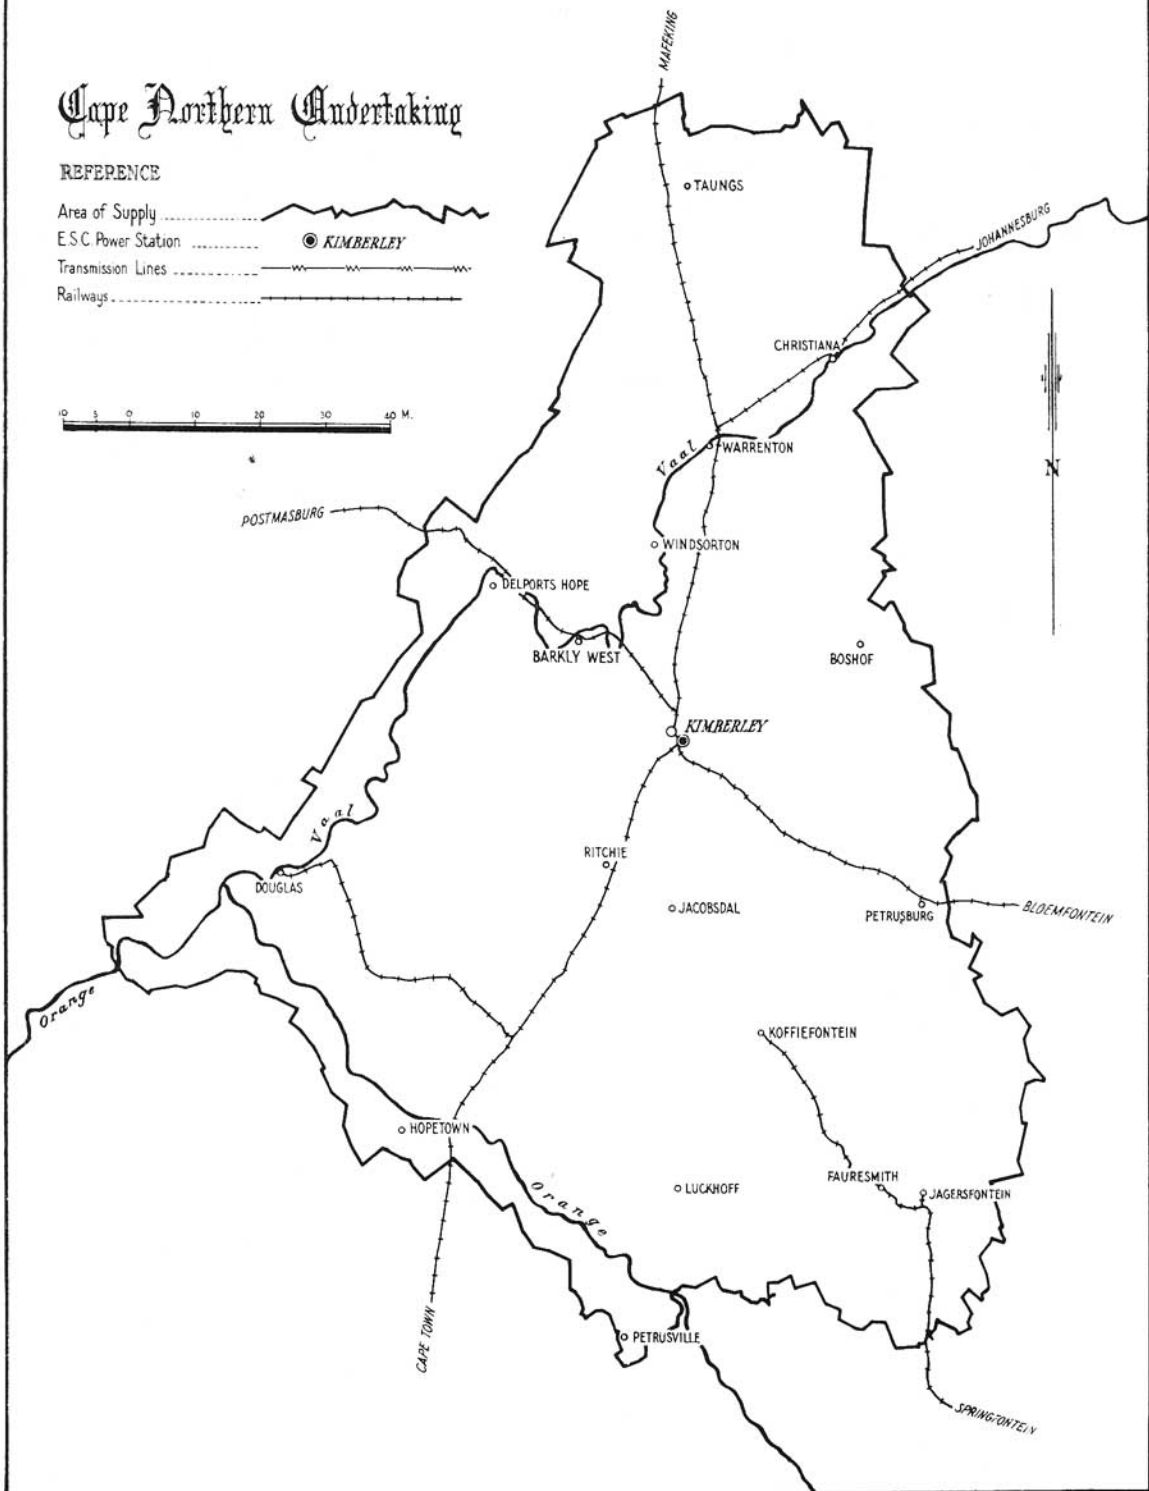 MAFEKING
Cape Northern Undertaking
REFERENCE
Area of Supply
E.S.C. Power Station KIMBERLEY
Transmission Lines
Railways
10 5 0 10 20 30 40 M.
TAUNGS
JOHANNESBURG
CHRISTIANA
Vaal
WARRENTON
N
POSTMASBURG
WINDSORTON
DELPORTS HOPE
BARKLY WEST
BOSHOF
KIMBERLEY
Vaal
RITCHIE
DOUGLAS
JACOBSDAL
PETRUSBURG
BLOEMFONTEIN
Orange
KOFFIEFONTEIN
HOPETOWN
FAURESMITH
LUCKHOFF
JAGERSFONTEIN
Orange
CAPE TOWN
PETRUSVILLE
SPRINGFONTEIN